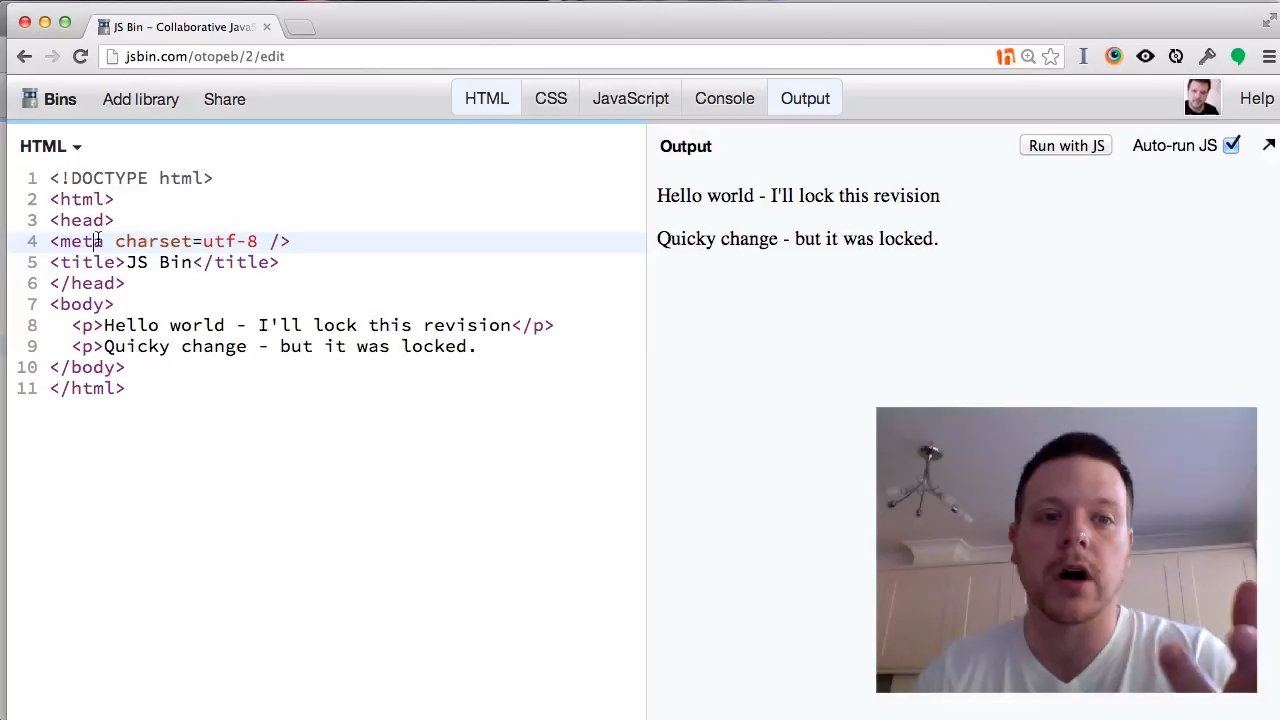 JS Bin – Collaborative JavaS
jsbin.com/otopeb/2/edit
Bins Add library Share HTML CSS JavaScript Console Output Help
HTML
1 <!DOCTYPE html>
2 <html>
3 <head>
4 <meta charset=utf-8 />
5 <title>JS Bin</title>
6 </head>
7 <body>
8 <p>Hello world - I'll lock this revision</p>
9 <p>Quicky change - but it was locked.
10 </body>
11 </html>
Output Run with JS Auto-run JS
Hello world - I'll lock this revision
Quicky change - but it was locked.